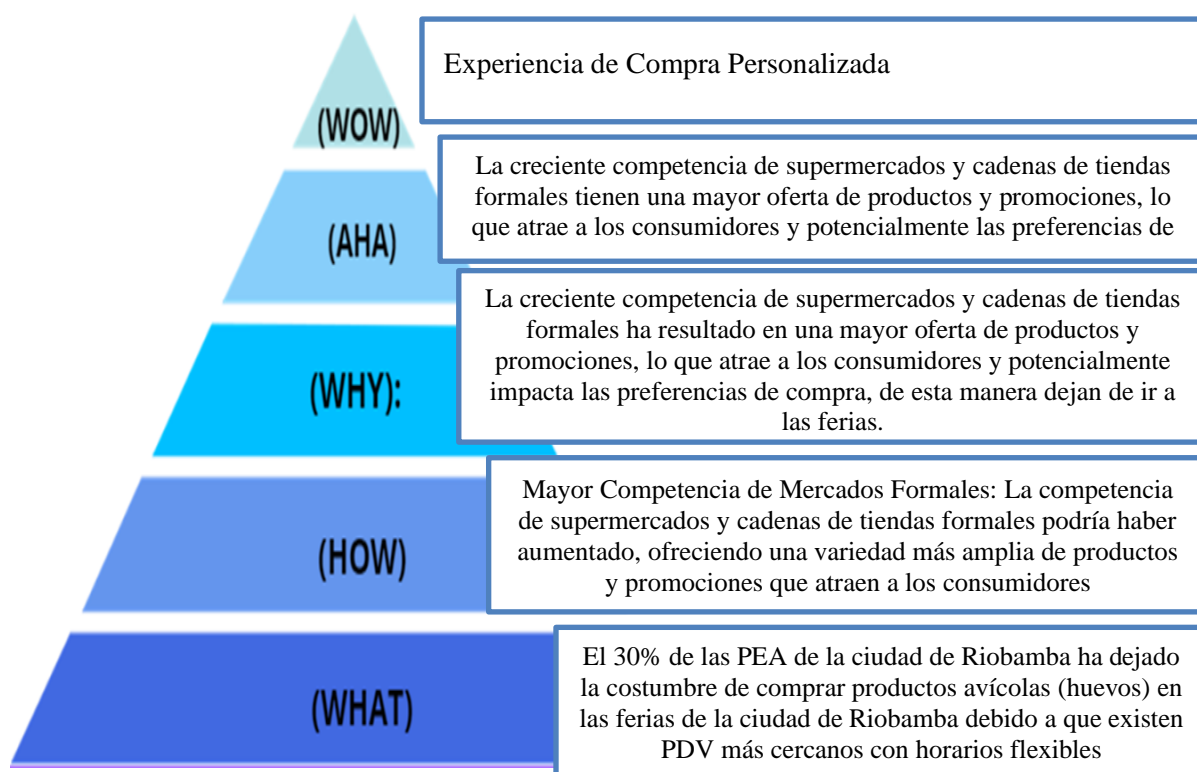 (WOW)
Experiencia de Compra Personalizada
(AHA)
La creciente competencia de supermercados y cadenas de tiendas
formales tienen una mayor oferta de productos y promociones, lo
que atrae a los consumidores y potencialmente las preferencias de
(WHY):
La creciente competencia de supermercados y cadenas de tiendas
formales ha resultado en una mayor oferta de productos y
promociones, lo que atrae a los consumidores y potencialmente
impacta las preferencias de compra, de esta manera dejan de ir a
las ferias.
(HOW)
Mayor Competencia de Mercados Formales: La competencia
de supermercados y cadenas de tiendas formales podría haber
aumentado, ofreciendo una variedad más amplia de productos
y promociones que atraen a los consumidores
(WHAT)
El 30% de las PEA de la ciudad de Riobamba ha dejado
la costumbre de comprar productos avícolas (huevos) en
las ferias de la ciudad de Riobamba debido a que existen
PDV más cercanos con horarios flexibles